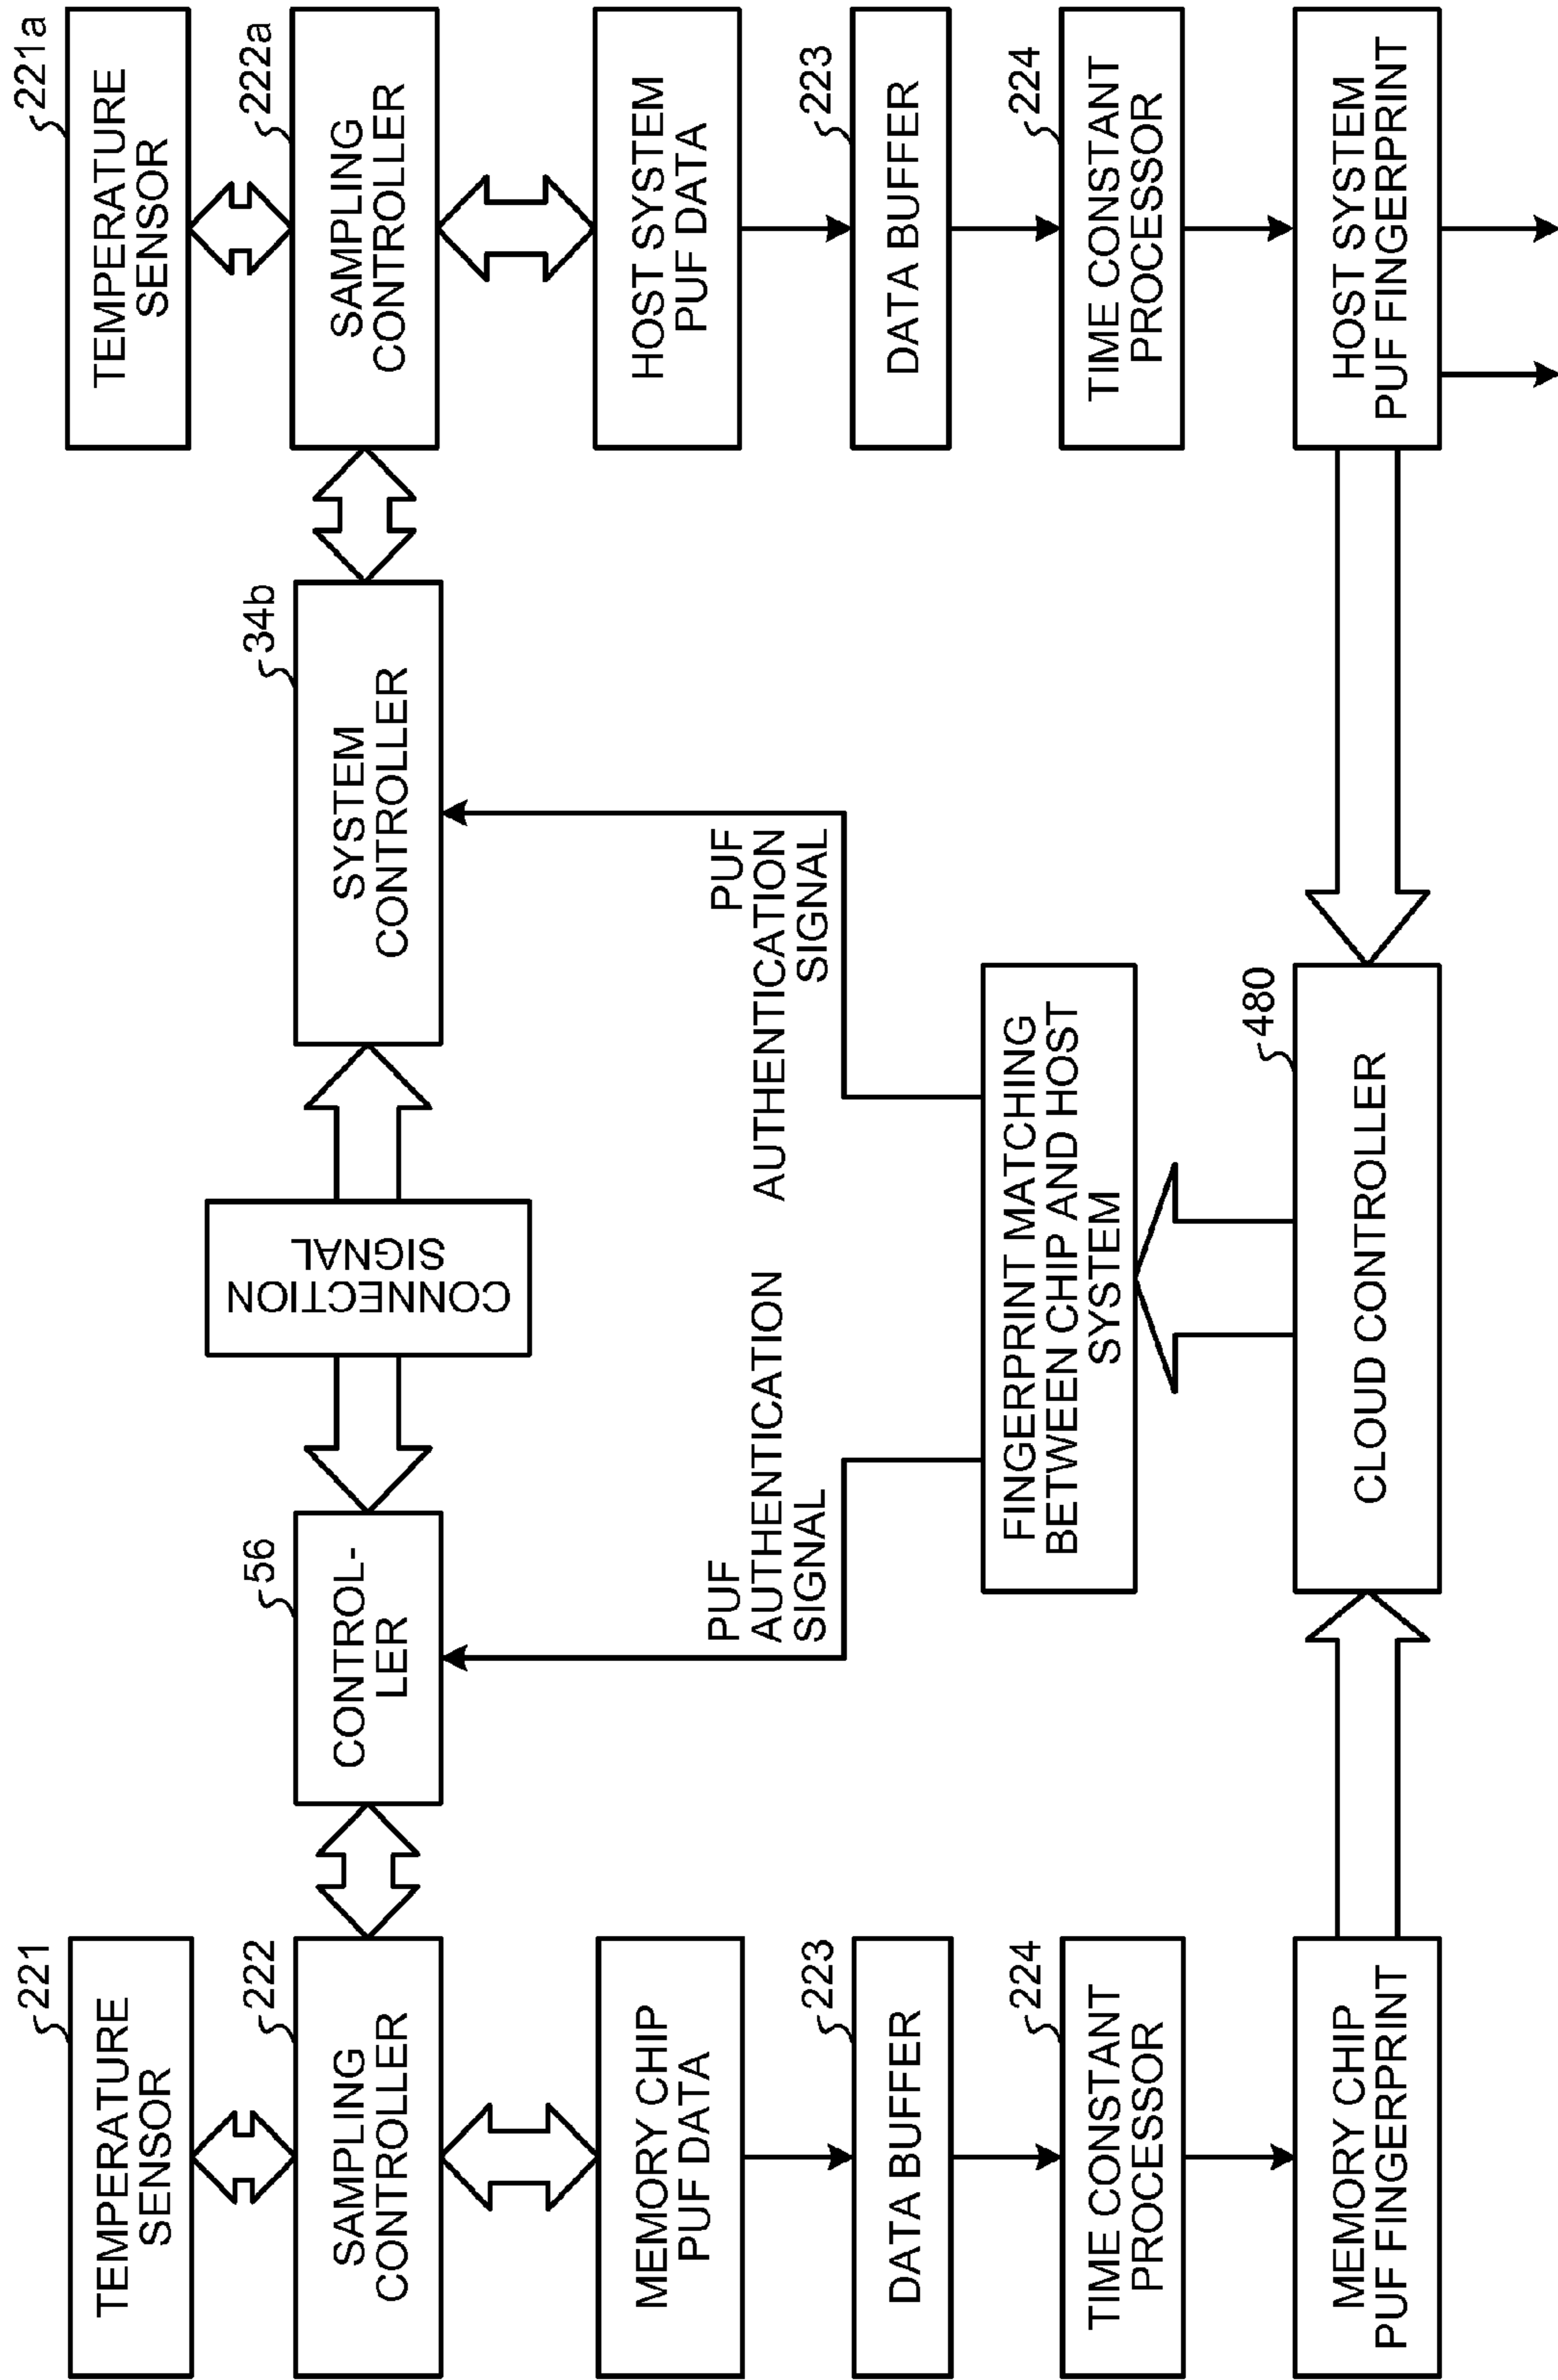 221
TEMPERATURE
SENSOR
222
SAMPLING
CONTROLLER
MEMORY CHIP
PUF DATA
223
DATA BUFFER
224
TIME CONSTANT
PROCESSOR
MEMORY CHIP
PUF FINGERPRINT
56
CONTROL-
LER
CONNECTION
SIGNAL
34b
SYSTEM
CONTROLLER
PUF
AUTHENTICATION
SIGNAL
PUF
AUTHENTICATION
SIGNAL
FINGERPRINT MATCHING
BETWEEN CHIP AND HOST
SYSTEM
480
CLOUD CONTROLLER
221a
TEMPERATURE
SENSOR
222a
SAMPLING
CONTROLLER
HOST SYSTEM
PUF DATA
223
DATA BUFFER
224
TIME CONSTANT
PROCESSOR
HOST SYSTEM
PUF FINGERPRINT